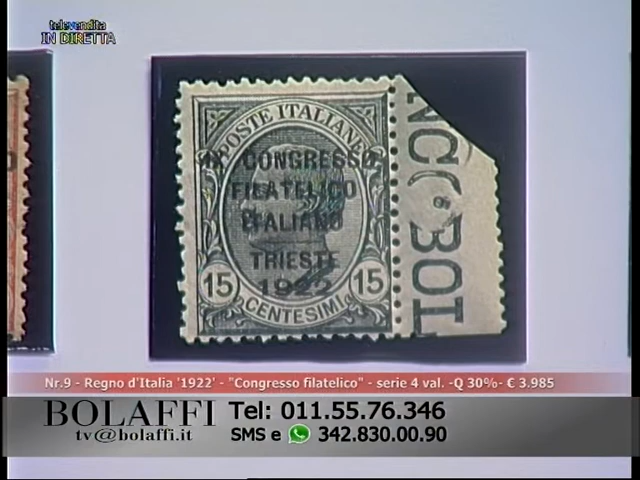 televendita
IN DIRETTA
POSTE ITALIANE
IX CONGRESSO
FILATELICO
ITALIANO
TRIESTE
1922
15 15
CENTESIMI
BOL
Nr.9 - Regno d'Italia '1922' - "Congresso filatelico" - serie 4 val. -Q 30%- € 3.985
BOLAFFI
tv@bolaffi.it
Tel: 011.55.76.346
SMS e 342.830.00.90